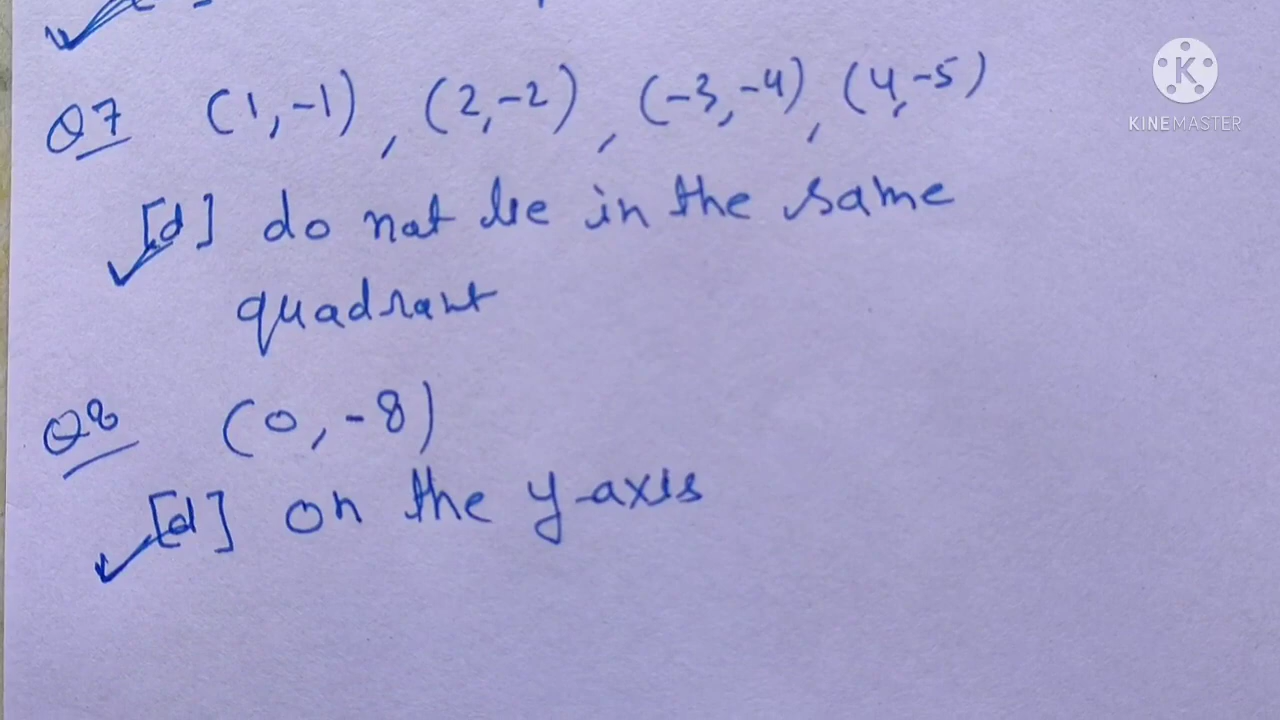 Q7 (1,-1), (2,-2), (-3,-4), (4,-5)
[d] do not lie in the same
quadrant
Q8 (0,-8)
[d] on the y-axis
K
KINEMASTER